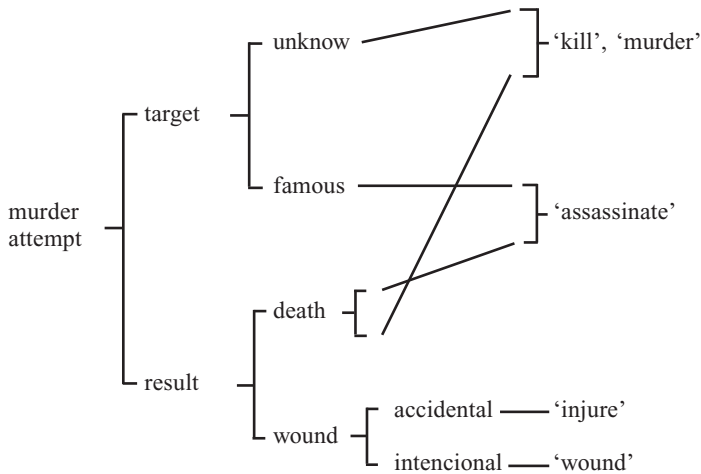 unknow
‘kill’, ‘murder’
target
famous
murder
attempt
‘assassinate’
death
result
accidental
‘injure’
wound
intencional
‘wound’